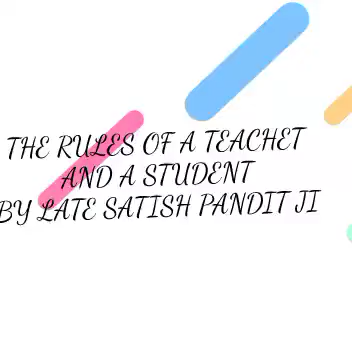 THE RULES OF A TEACHET
AND A STUDENT
BY LATE SATISH PANDIT JI